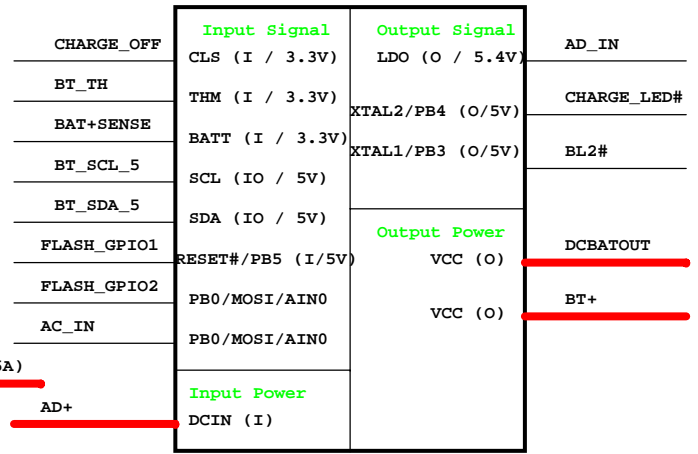 Input Signal
Output Signal
CHARGE_OFF
CLS (I / 3.3V)
LDO (O / 5.4V)
AD_IN
BT_TH
THM (I / 3.3V)
XTAL2/PB4 (O/5V)
CHARGE_LED#
BAT+SENSE
BATT (I / 3.3V)
XTAL1/PB3 (O/5V)
BL2#
BT_SCL_5
SCL (IO / 5V)
BT_SDA_5
SDA (IO / 5V)
Output Power
FLASH_GPIO1
RESET#/PB5 (I/5V)
VCC (O)
DCBATOUT
FLASH_GPIO2
PB0/MOSI/AIN0
VCC (O)
BT+
AC_IN
PB0/MOSI/AIN0
A)
Input Power
AD+
DCIN (I)